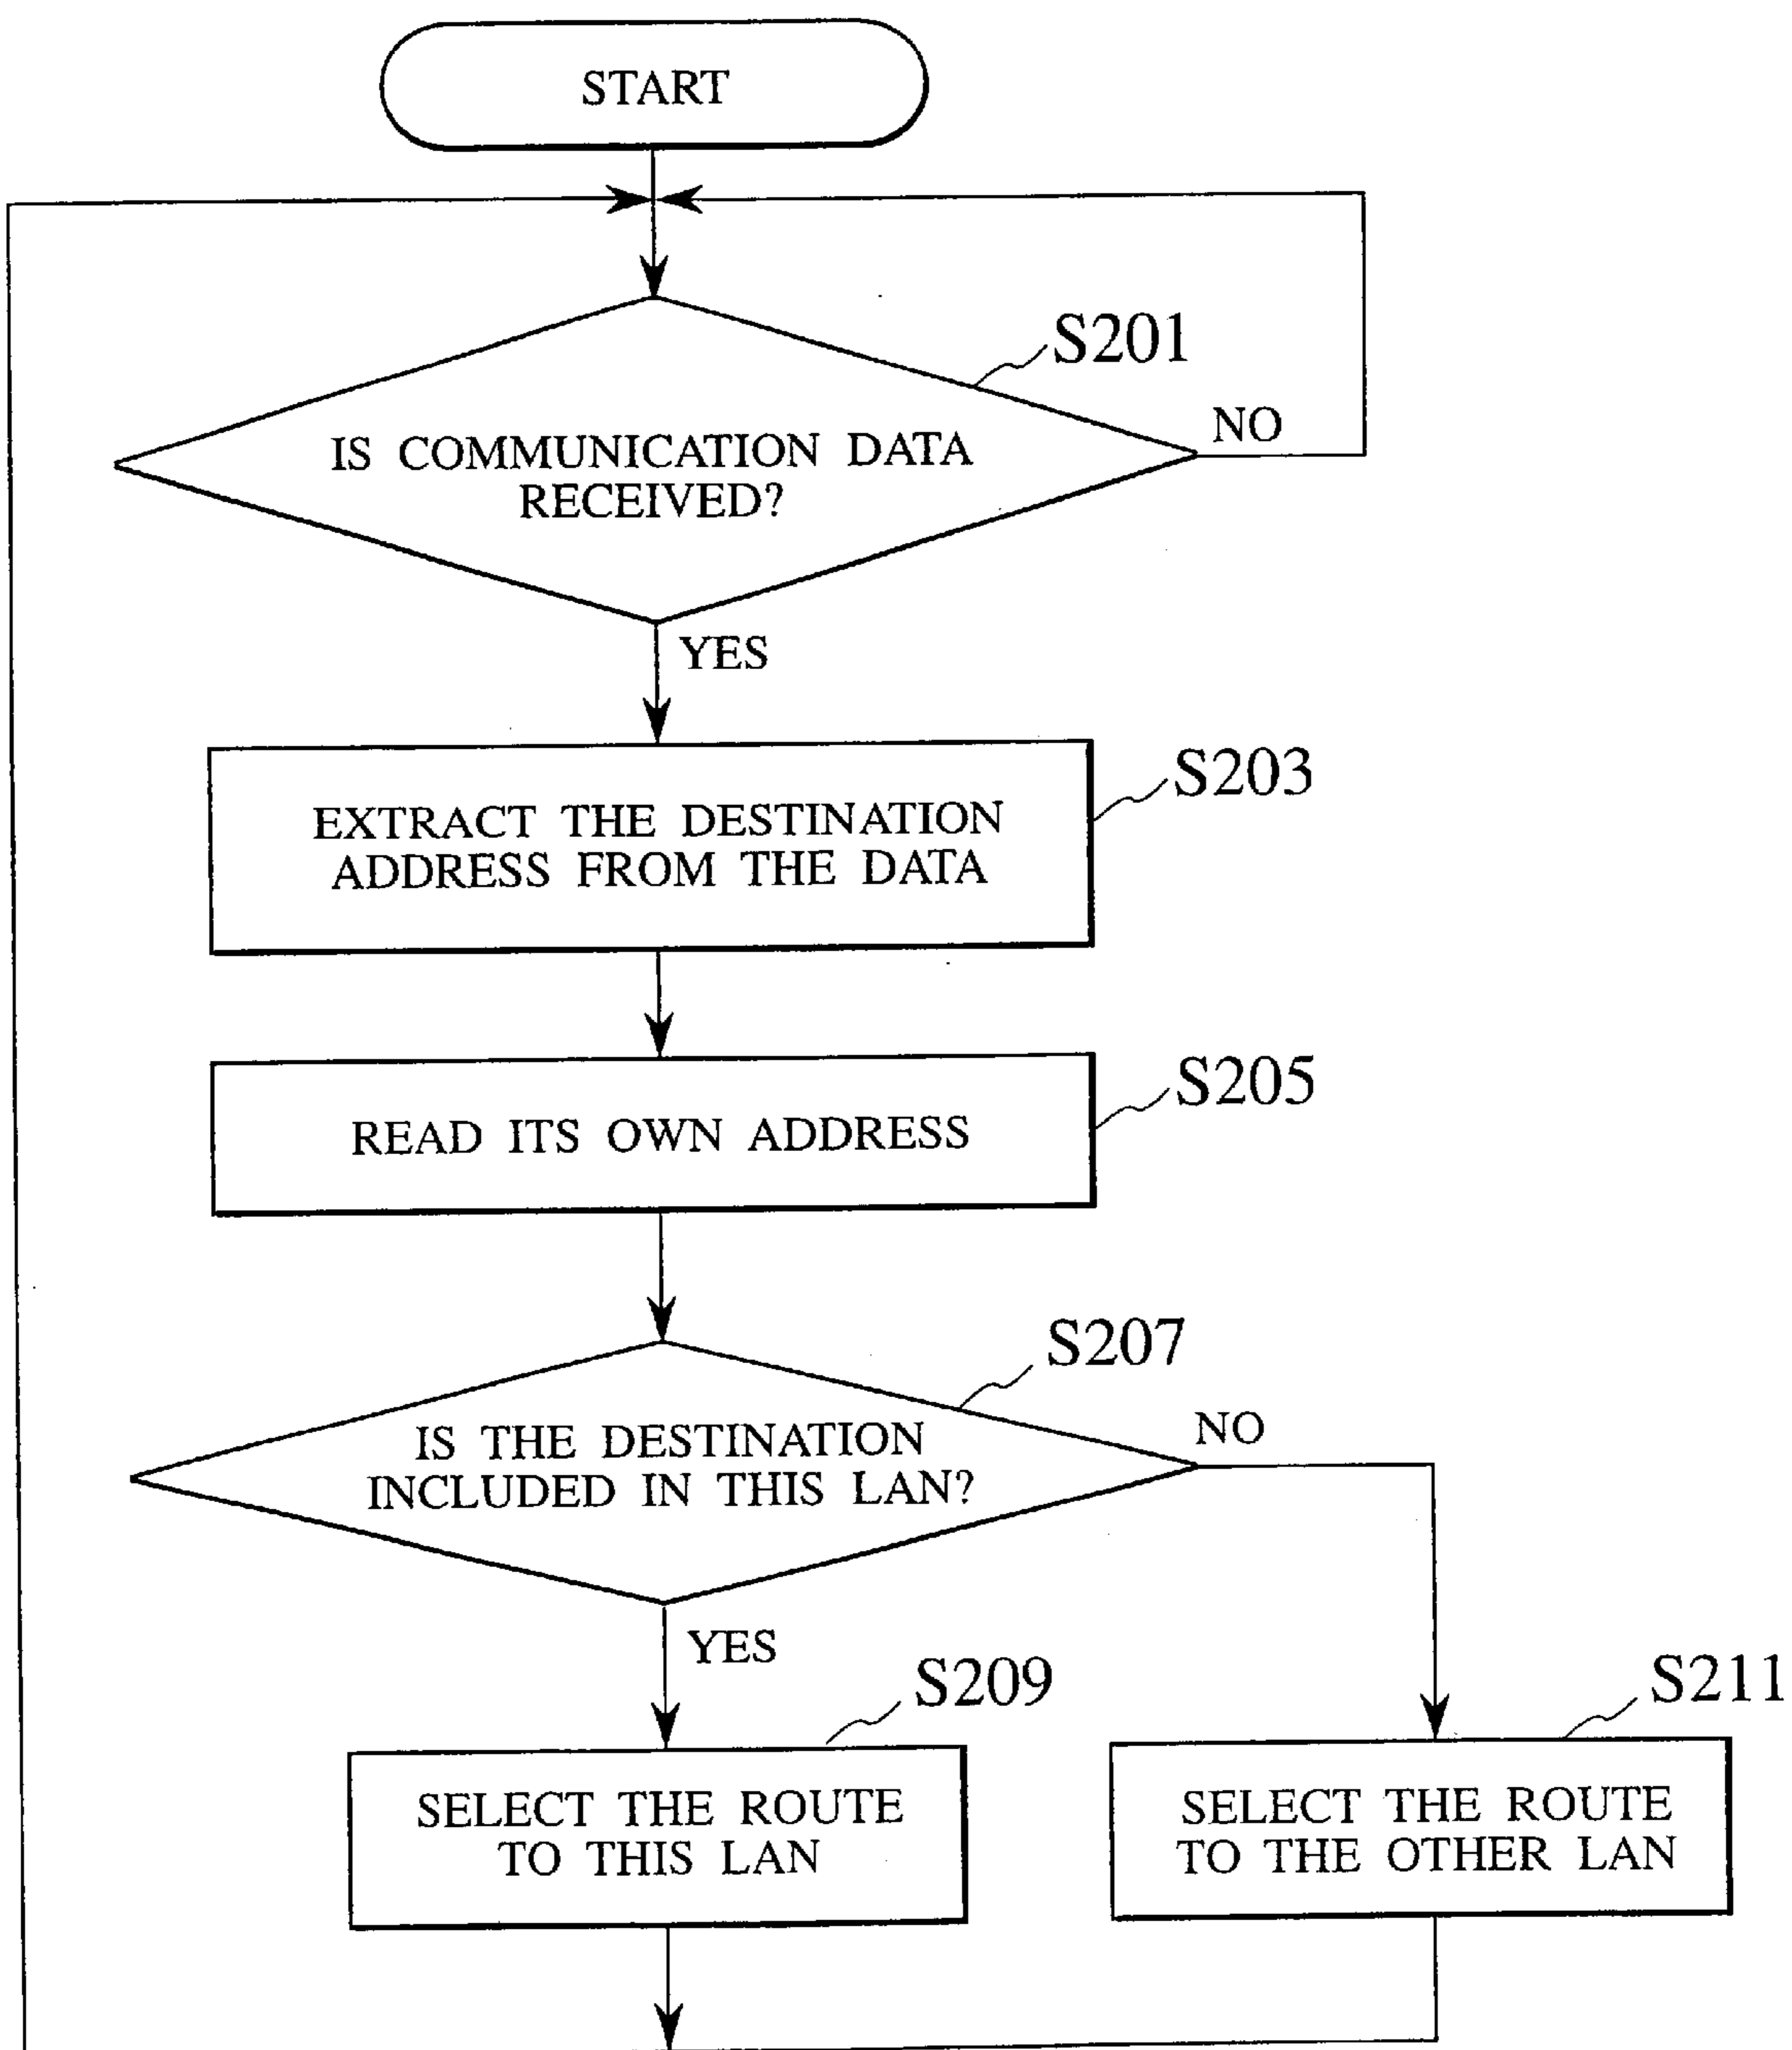 START
S201
NO
IS COMMUNICATION DATA
RECEIVED?
YES
S203
EXTRACT THE DESTINATION
ADDRESS FROM THE DATA
S205
READ ITS OWN ADDRESS
S207
NO
IS THE DESTINATION
INCLUDED IN THIS LAN?
YES
S209
S211
SELECT THE ROUTE
TO THIS LAN
SELECT THE ROUTE
TO THE OTHER LAN